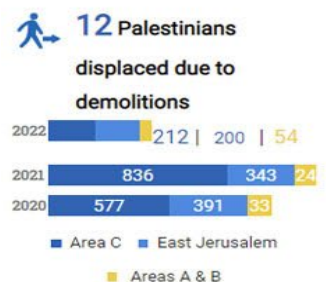 12 Palestinians
displaced due to
demolitions
2022 212 | 200 | 54
2021 836 343 24
2020 577 391 33
Area C East Jerusalem
Areas A & B